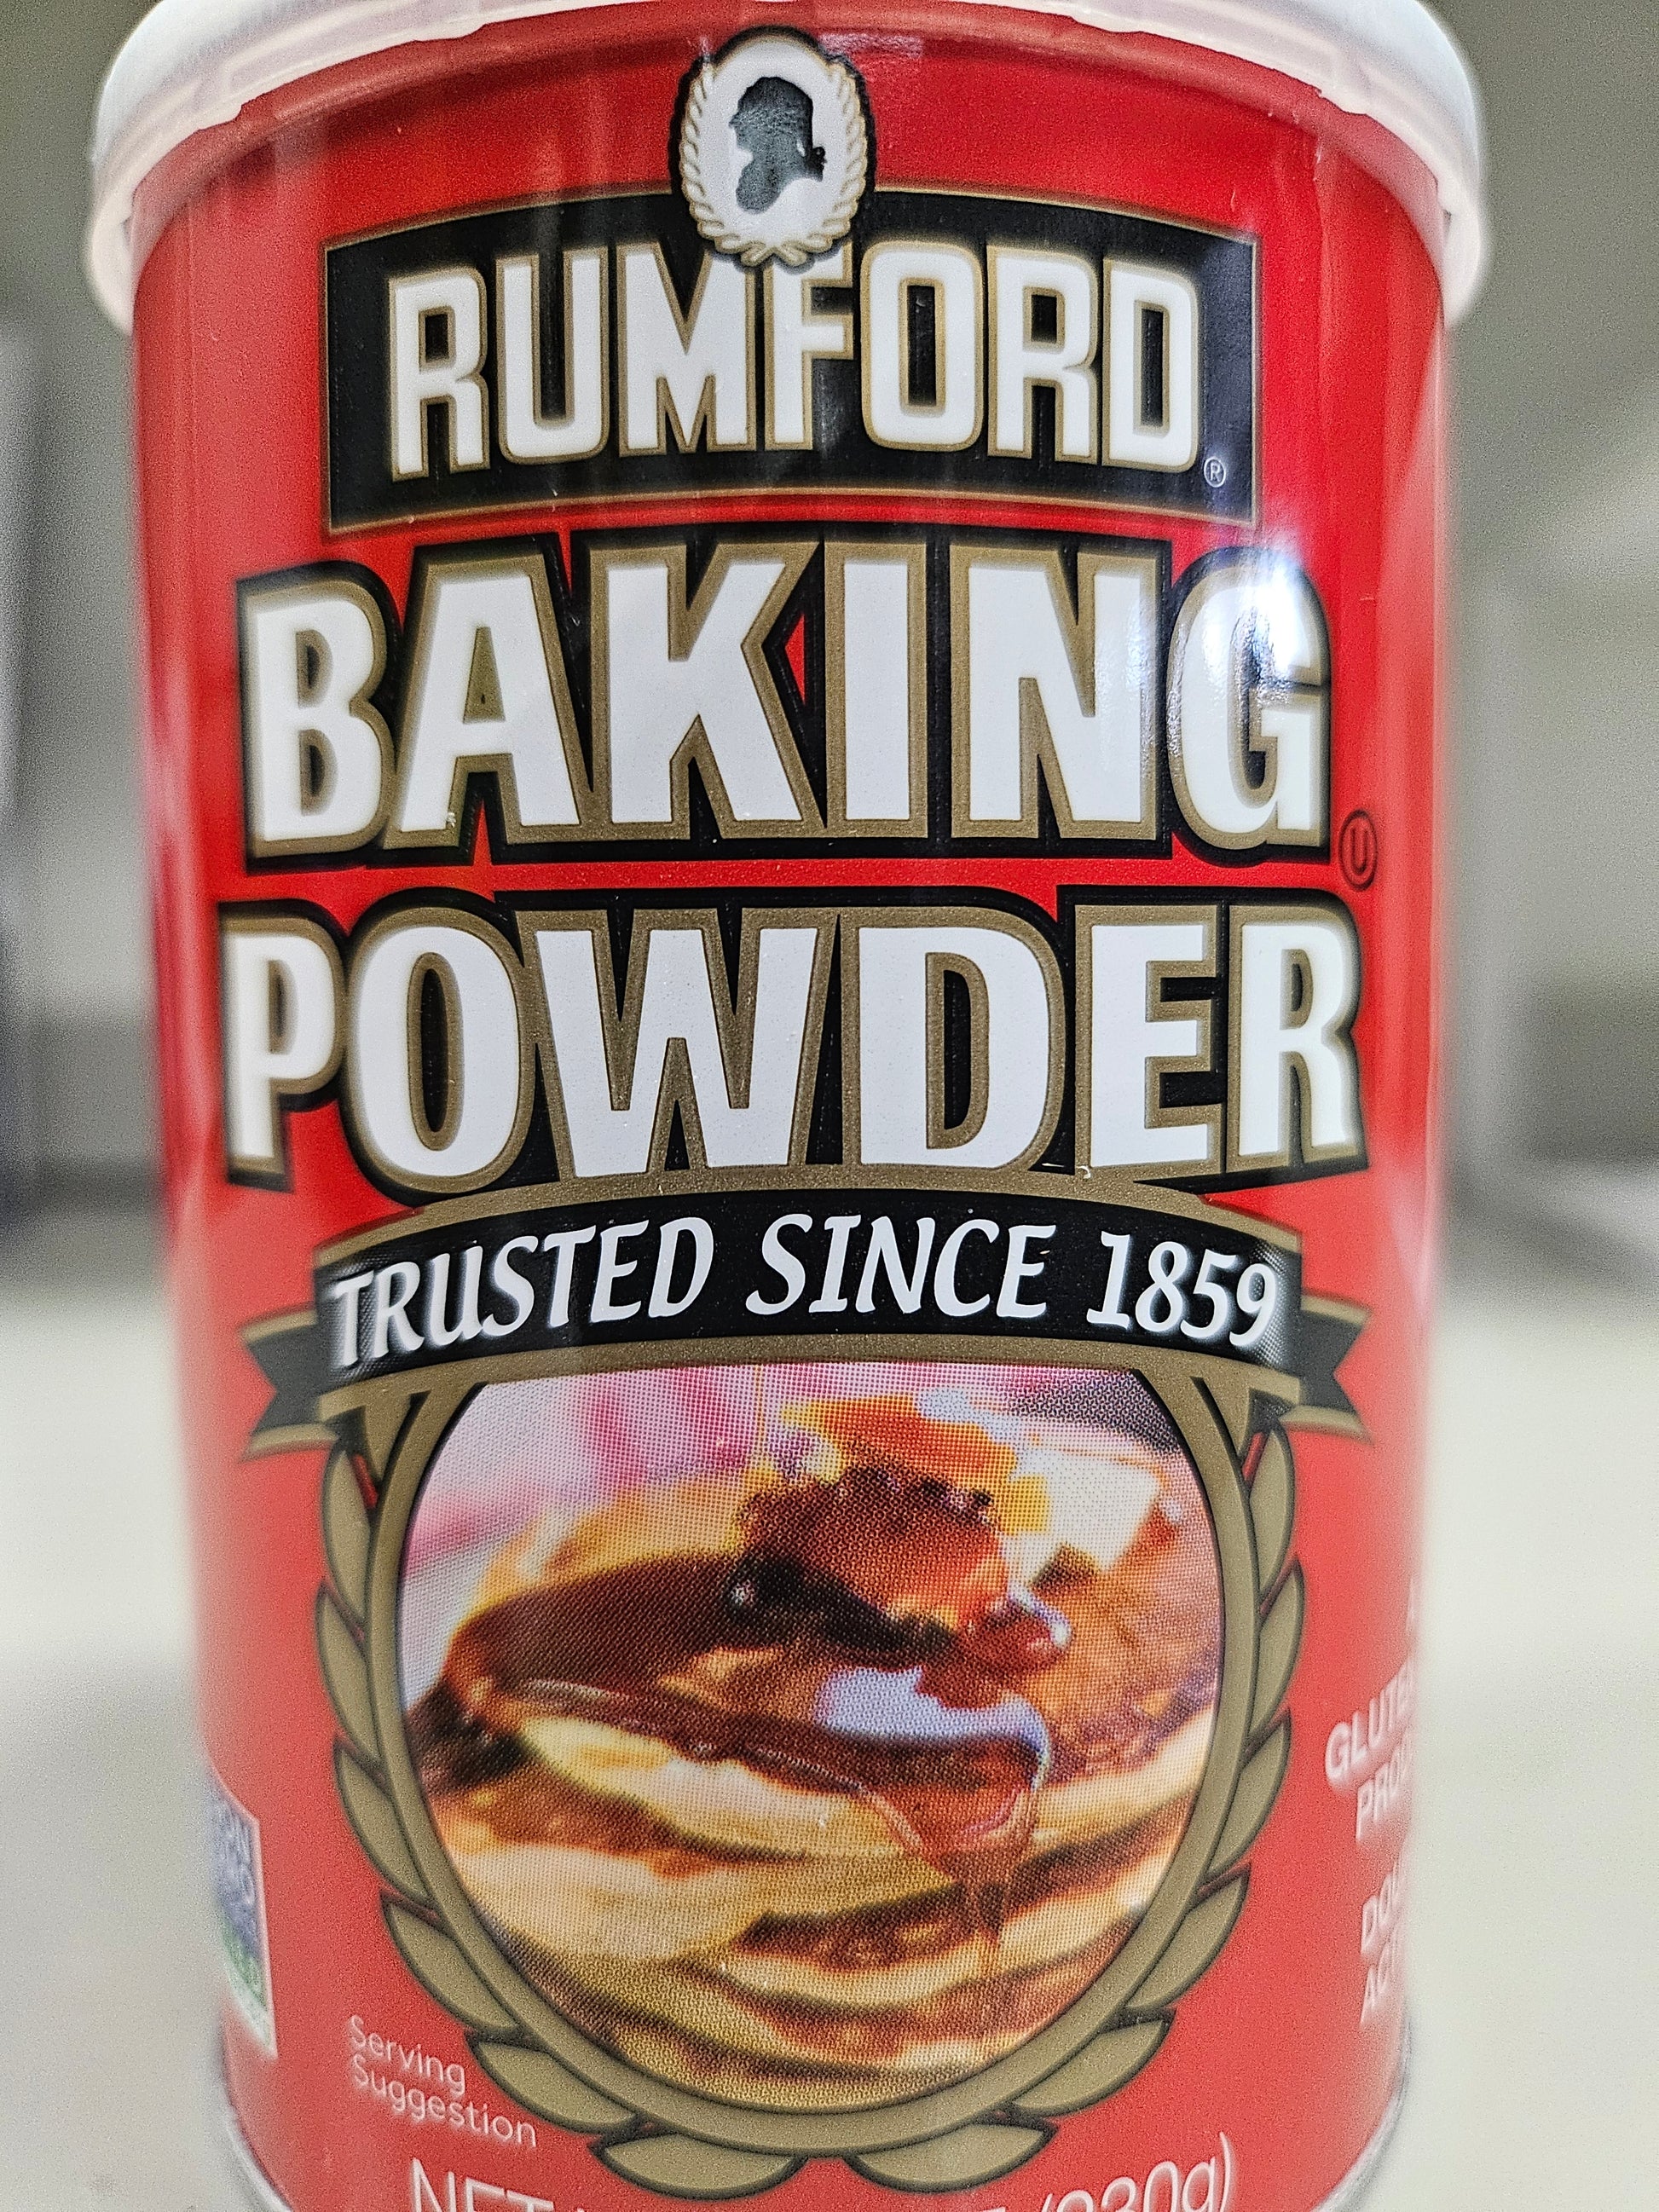 RUMFORD®
BAKING
Ⓤ
POWDER
TRUSTED SINCE 1859
Serving
Suggestion